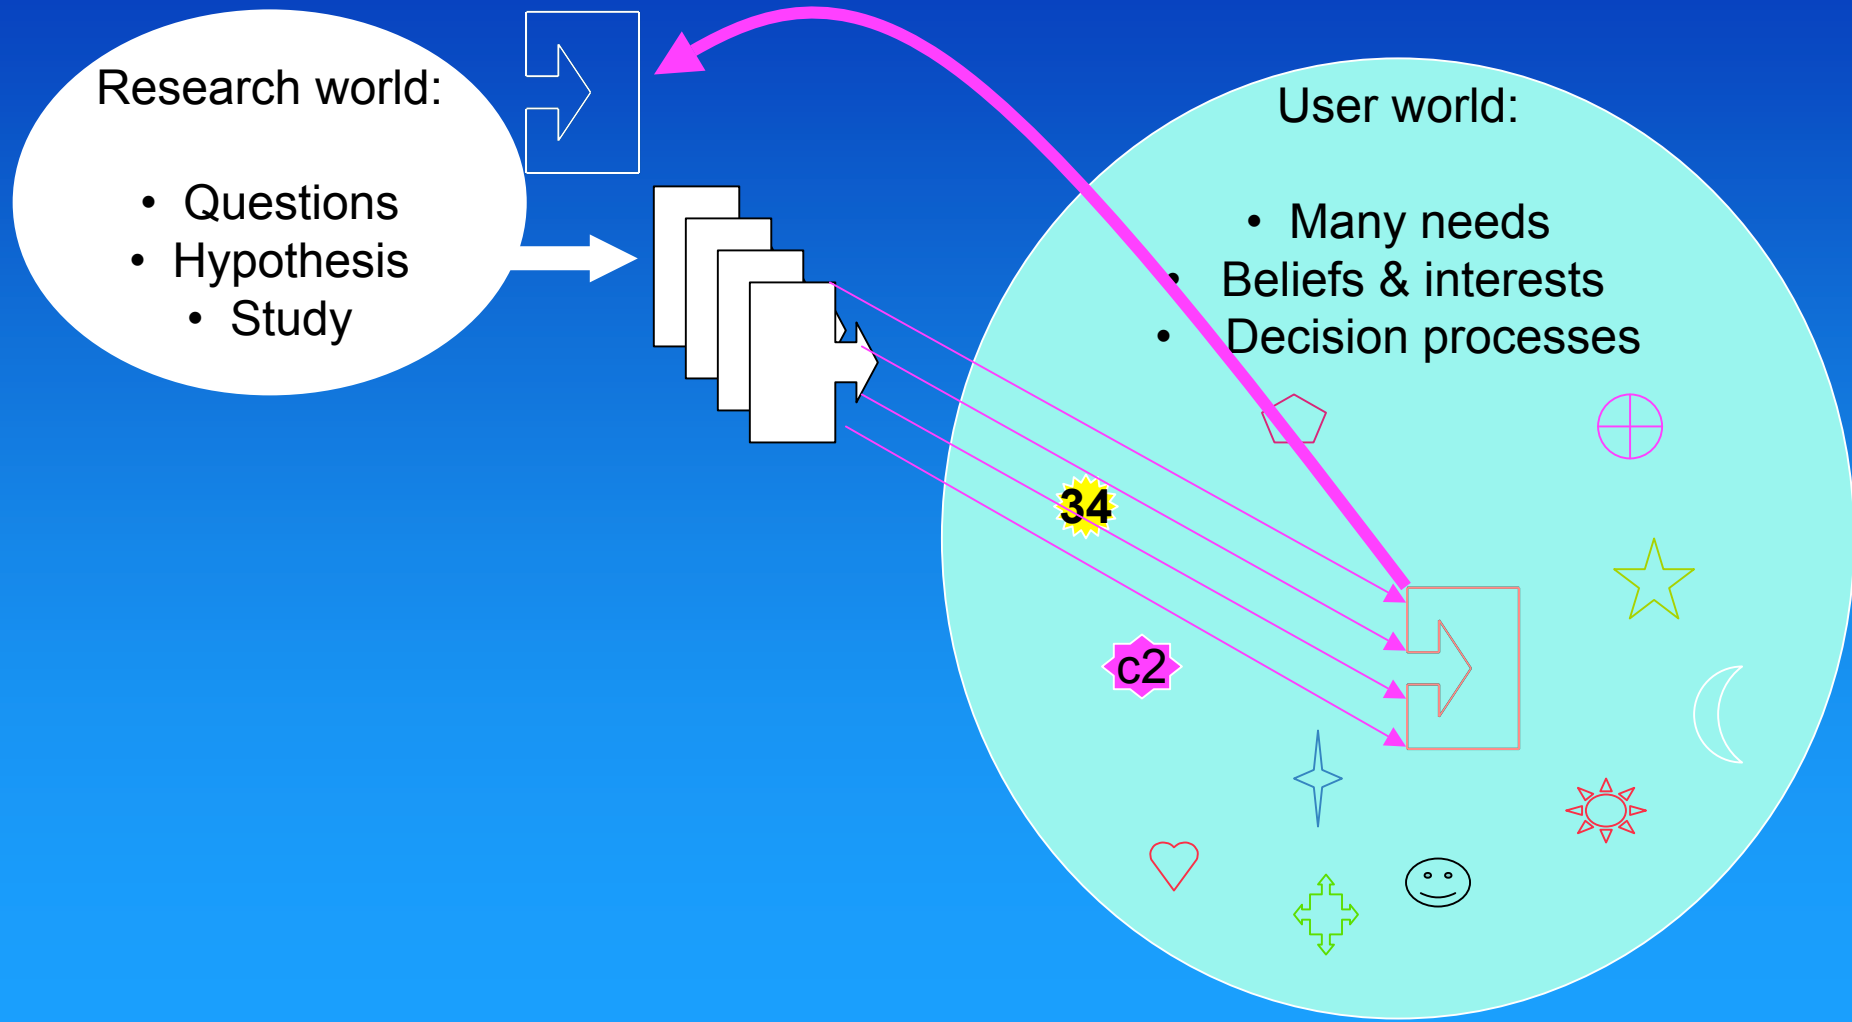 Research world:
• Questions
• Hypothesis
• Study
User world:
• Many needs
• Beliefs & interests
• Decision processes
34
c2